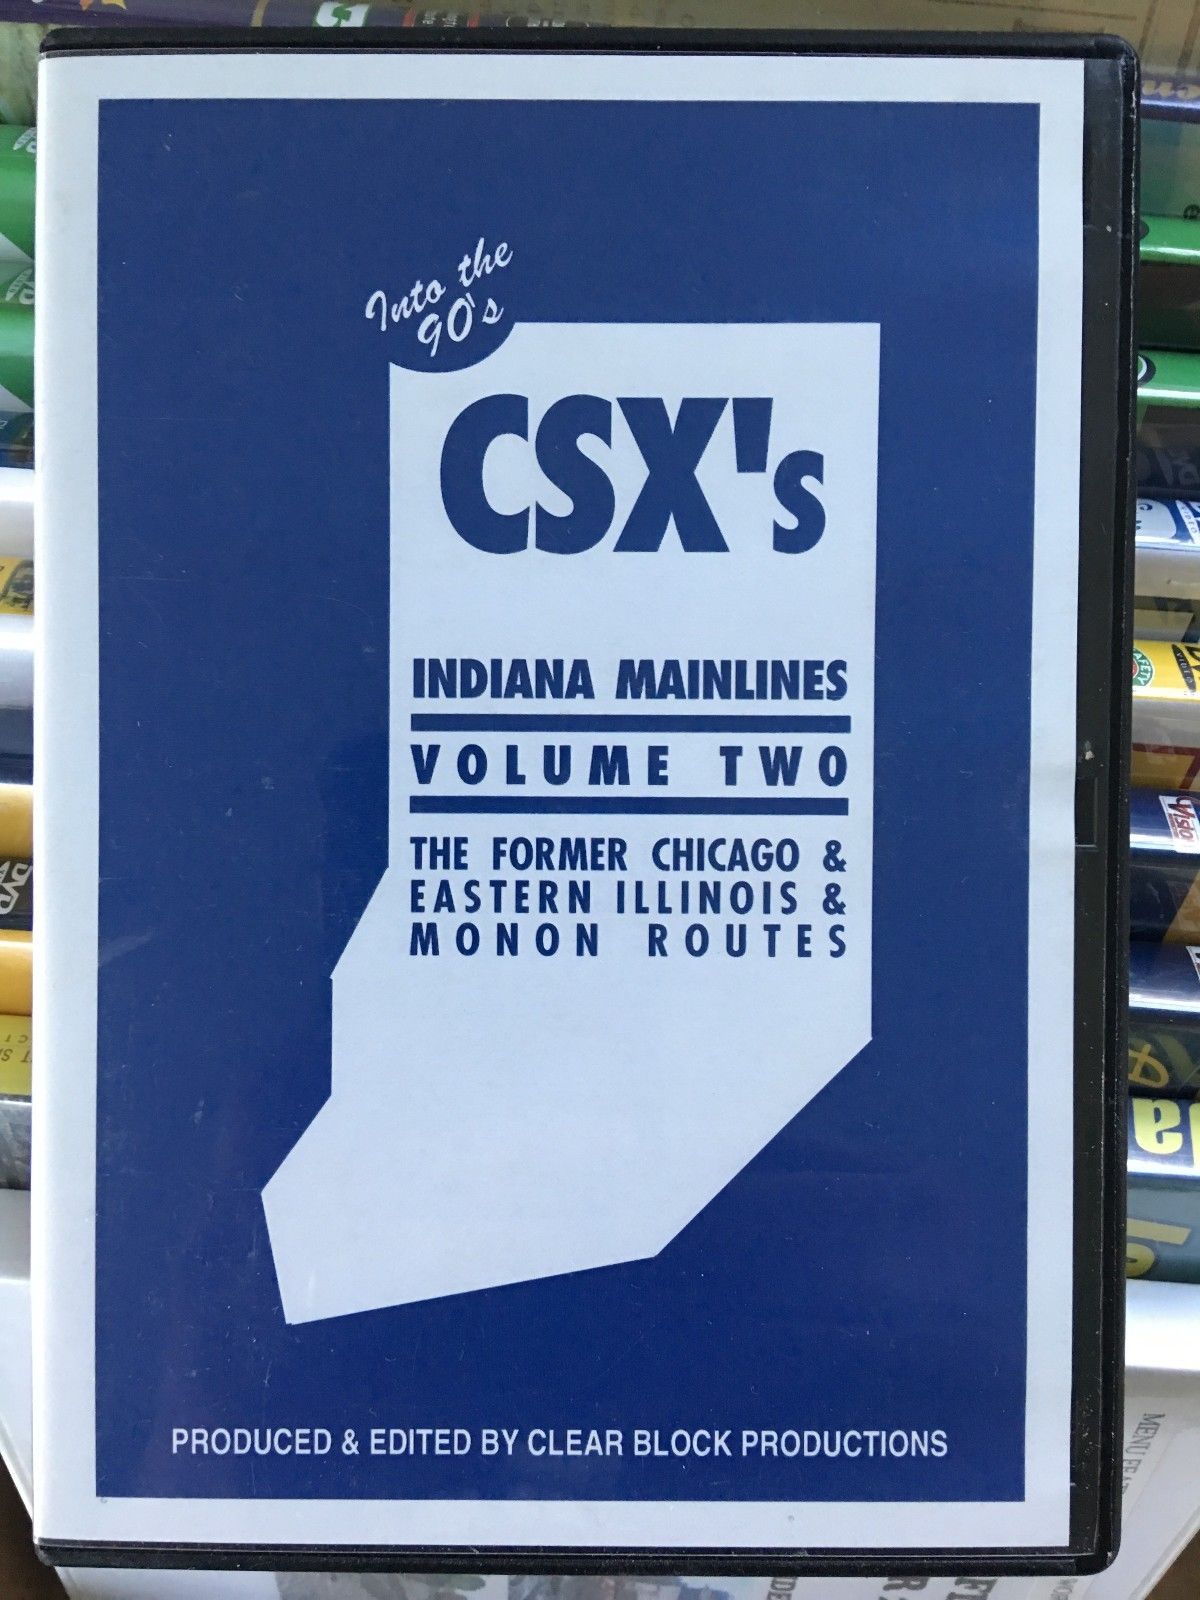 Into the
90's
CSX's
INDIANA MAINLINES
VOLUME TWO
THE FORMER CHICAGO &
EASTERN ILLINOIS &
MONON ROUTES
PRODUCED & EDITED BY CLEAR BLOCK PRODUCTIONS